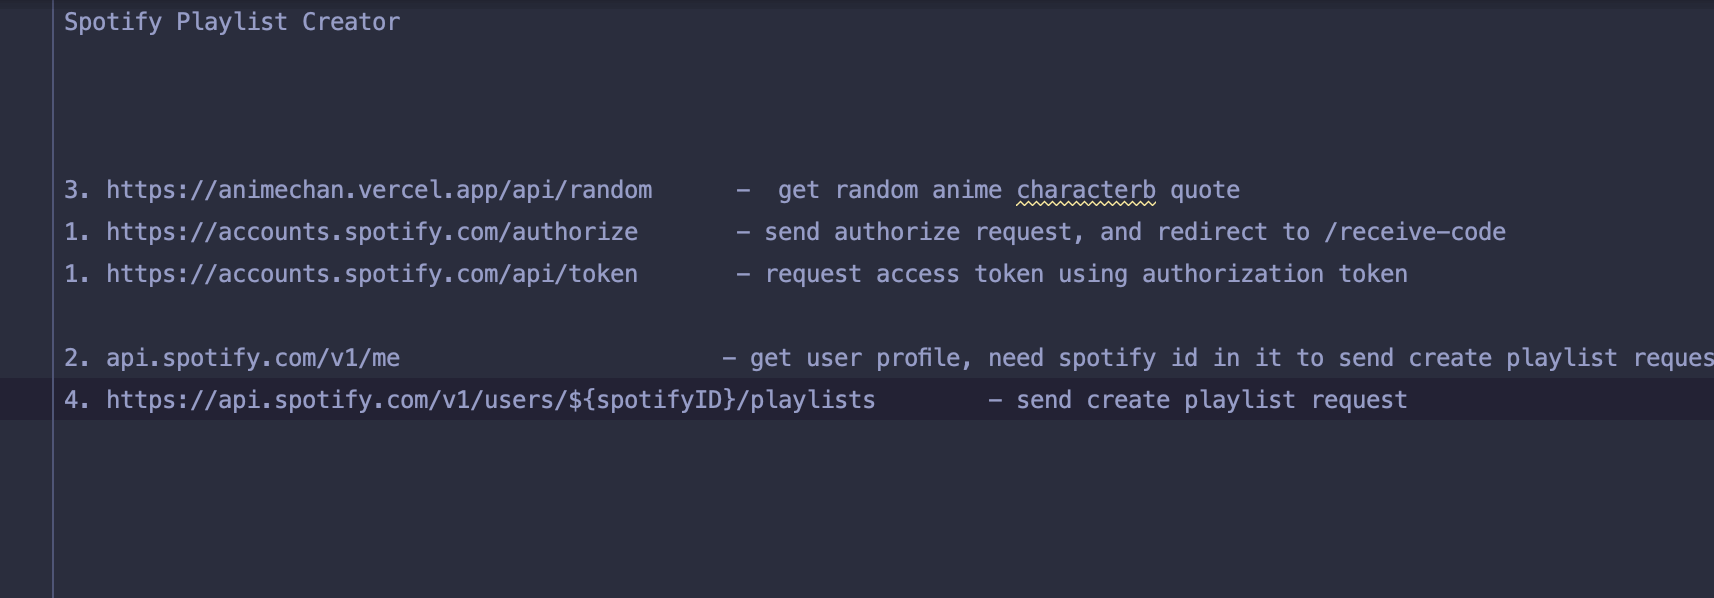 Spotify Playlist Creator
3. https://animechan.vercel.app/api/random - get random anime characterb quote
1. https://accounts.spotify.com/authorize - send authorize request, and redirect to /receive-code
1. https://accounts.spotify.com/api/token - request access token using authorization token
2. api.spotify.com/v1/me - get user profile, need spotify id in it to send create playlist reques
4. https://api.spotify.com/v1/users/${spotifyID}/playlists - send create playlist request